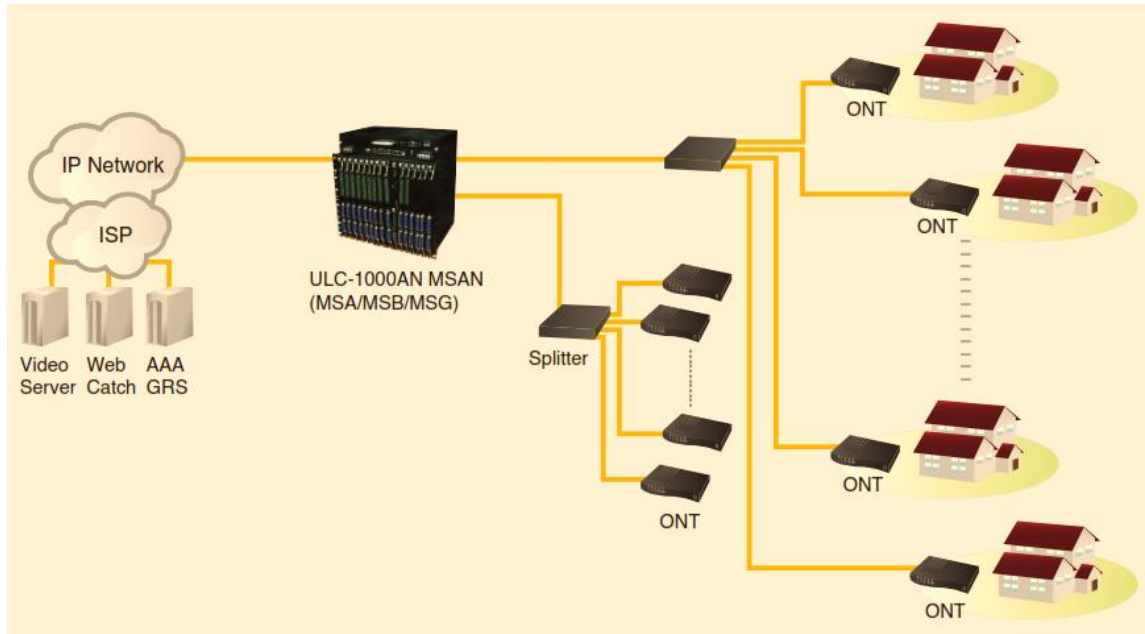 IP Network
ISP
Video
Server
Web
Catch
AAA
GRS
ULC-1000AN MSAN
(MSA/MSB/MSG)
Splitter
ONT
ONT
ONT
ONT
ONT